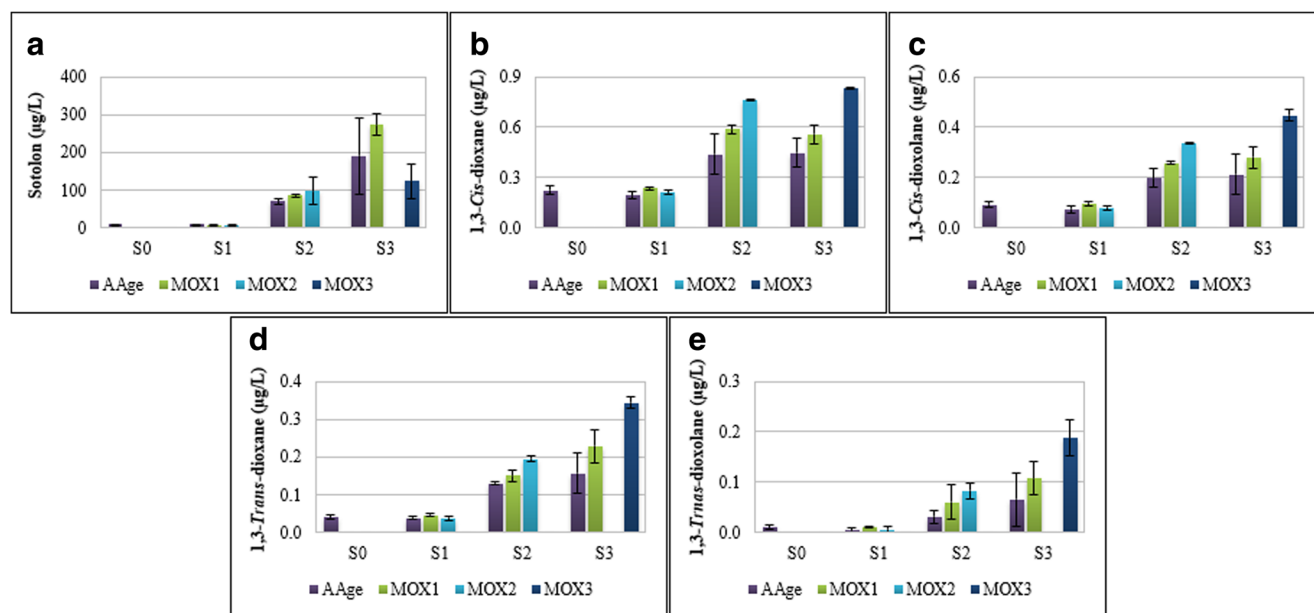 a
Sotolon (µg/L)
400
300
200
100
0
S0 S1 S2 S3
AAge MOX1 MOX2 MOX3
b
1,3-Cis-dioxane (µg/L)
0.9
0.6
0.3
0.0
S0 S1 S2 S3
AAge MOX1 MOX2 MOX3
c
1,3-Cis-dioxolane (µg/L)
0.6
0.4
0.2
0.0
S0 S1 S2 S3
AAge MOX1 MOX2 MOX3
d
1,3-Trans-dioxane (µg/L)
0.4
0.3
0.2
0.1
0.0
S0 S1 S2 S3
AAge MOX1 MOX2 MOX3
e
1,3-Trnas-dioxolane (µg/L)
0.3
0.2
0.1
0.0
S0 S1 S2 S3
AAge MOX1 MOX2 MOX3